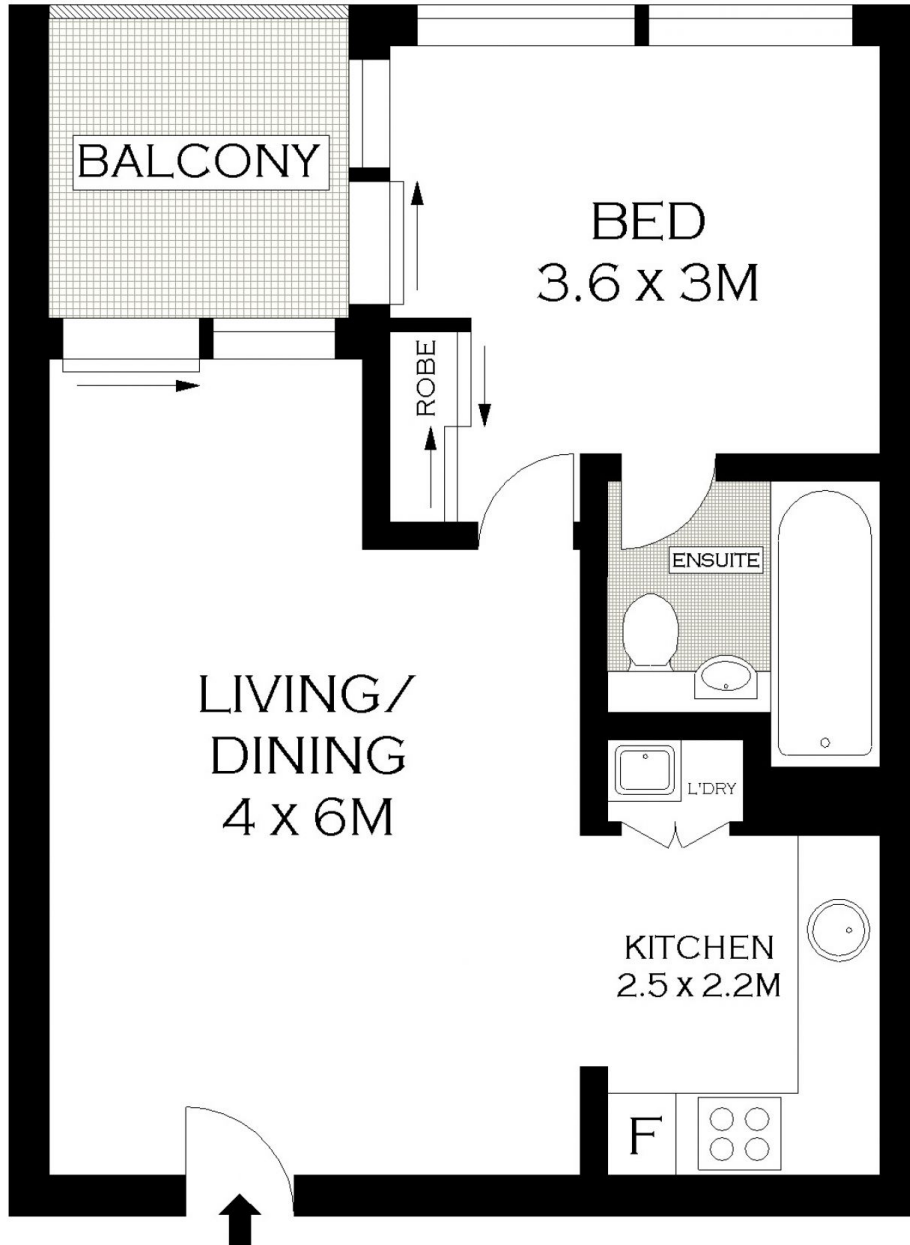 BALCONY
BED
3.6 X 3M
ROBE
ENSUITE
LIVING/
DINING
4 X 6M
L'DRY
KITCHEN
2.5 X 2.2M
F